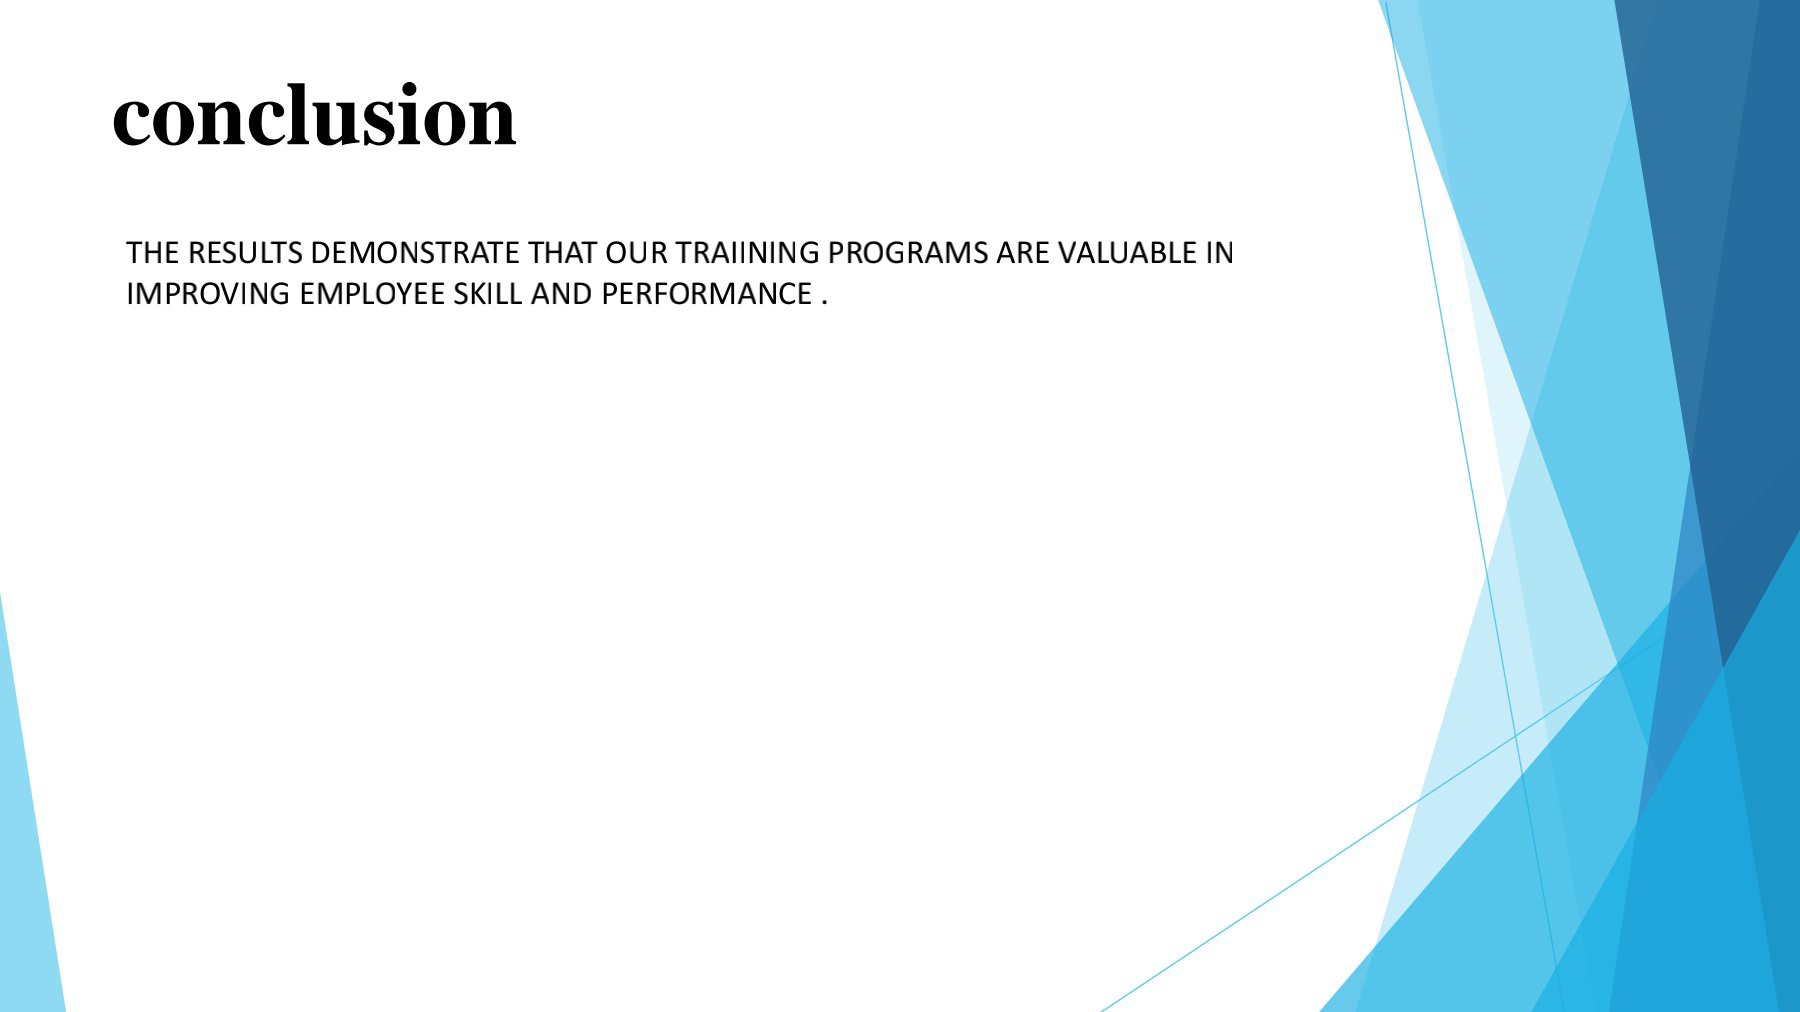 conclusion
THE RESULTS DEMONSTRATE THAT OUR TRAIINING PROGRAMS ARE VALUABLE IN
IMPROVING EMPLOYEE SKILL AND PERFORMANCE .